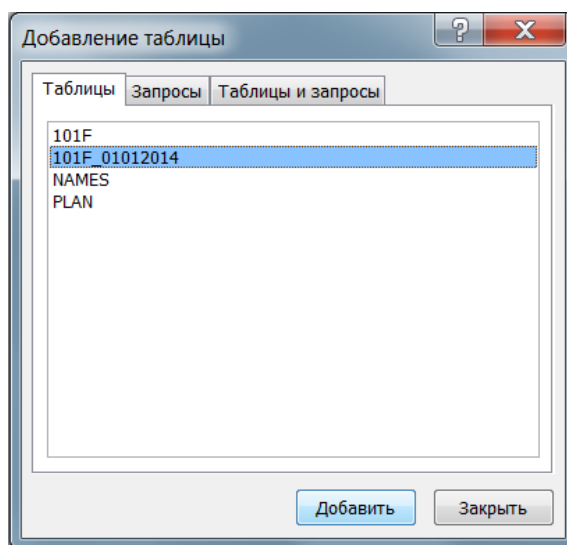 Добавление таблицы
Таблицы Запросы Таблицы и запросы
101F
101F_01012014
NAMES
PLAN
Добавить Закрыть